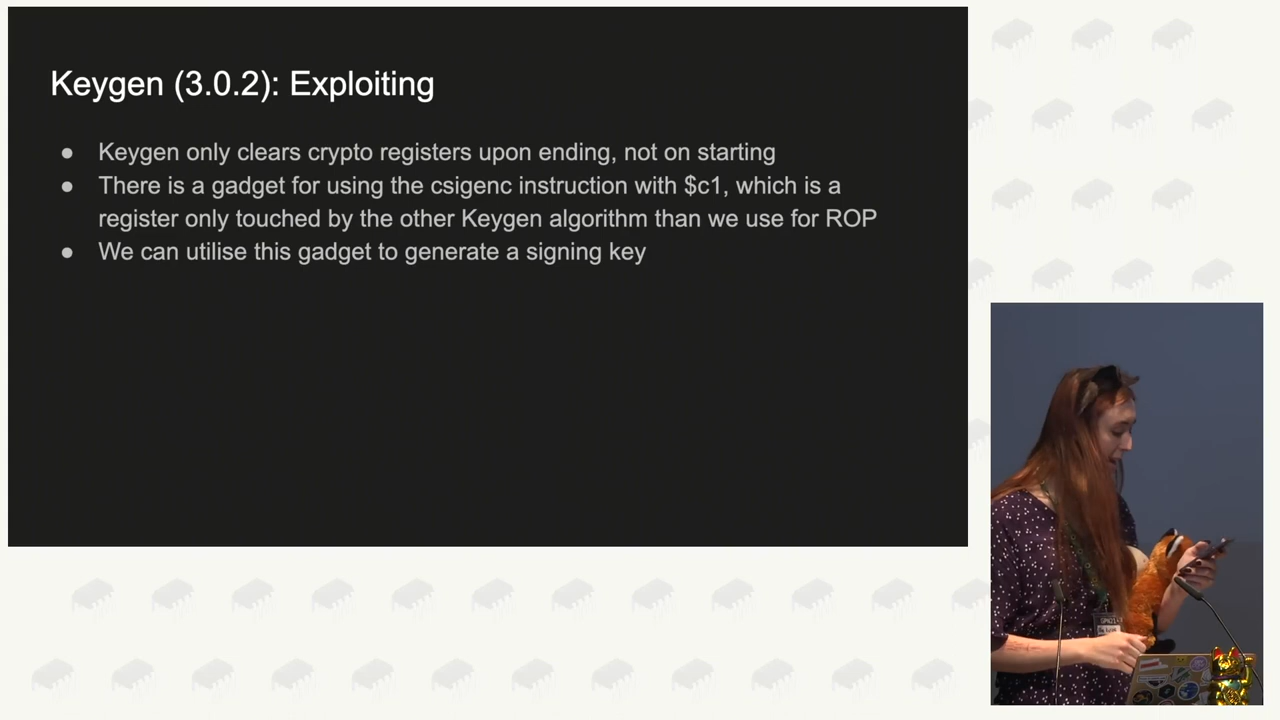 Keygen (3.0.2): Exploiting
● Keygen only clears crypto registers upon ending, not on starting
● There is a gadget for using the csigenc instruction with $c1, which is a
register only touched by the other Keygen algorithm than we use for ROP
● We can utilise this gadget to generate a signing key